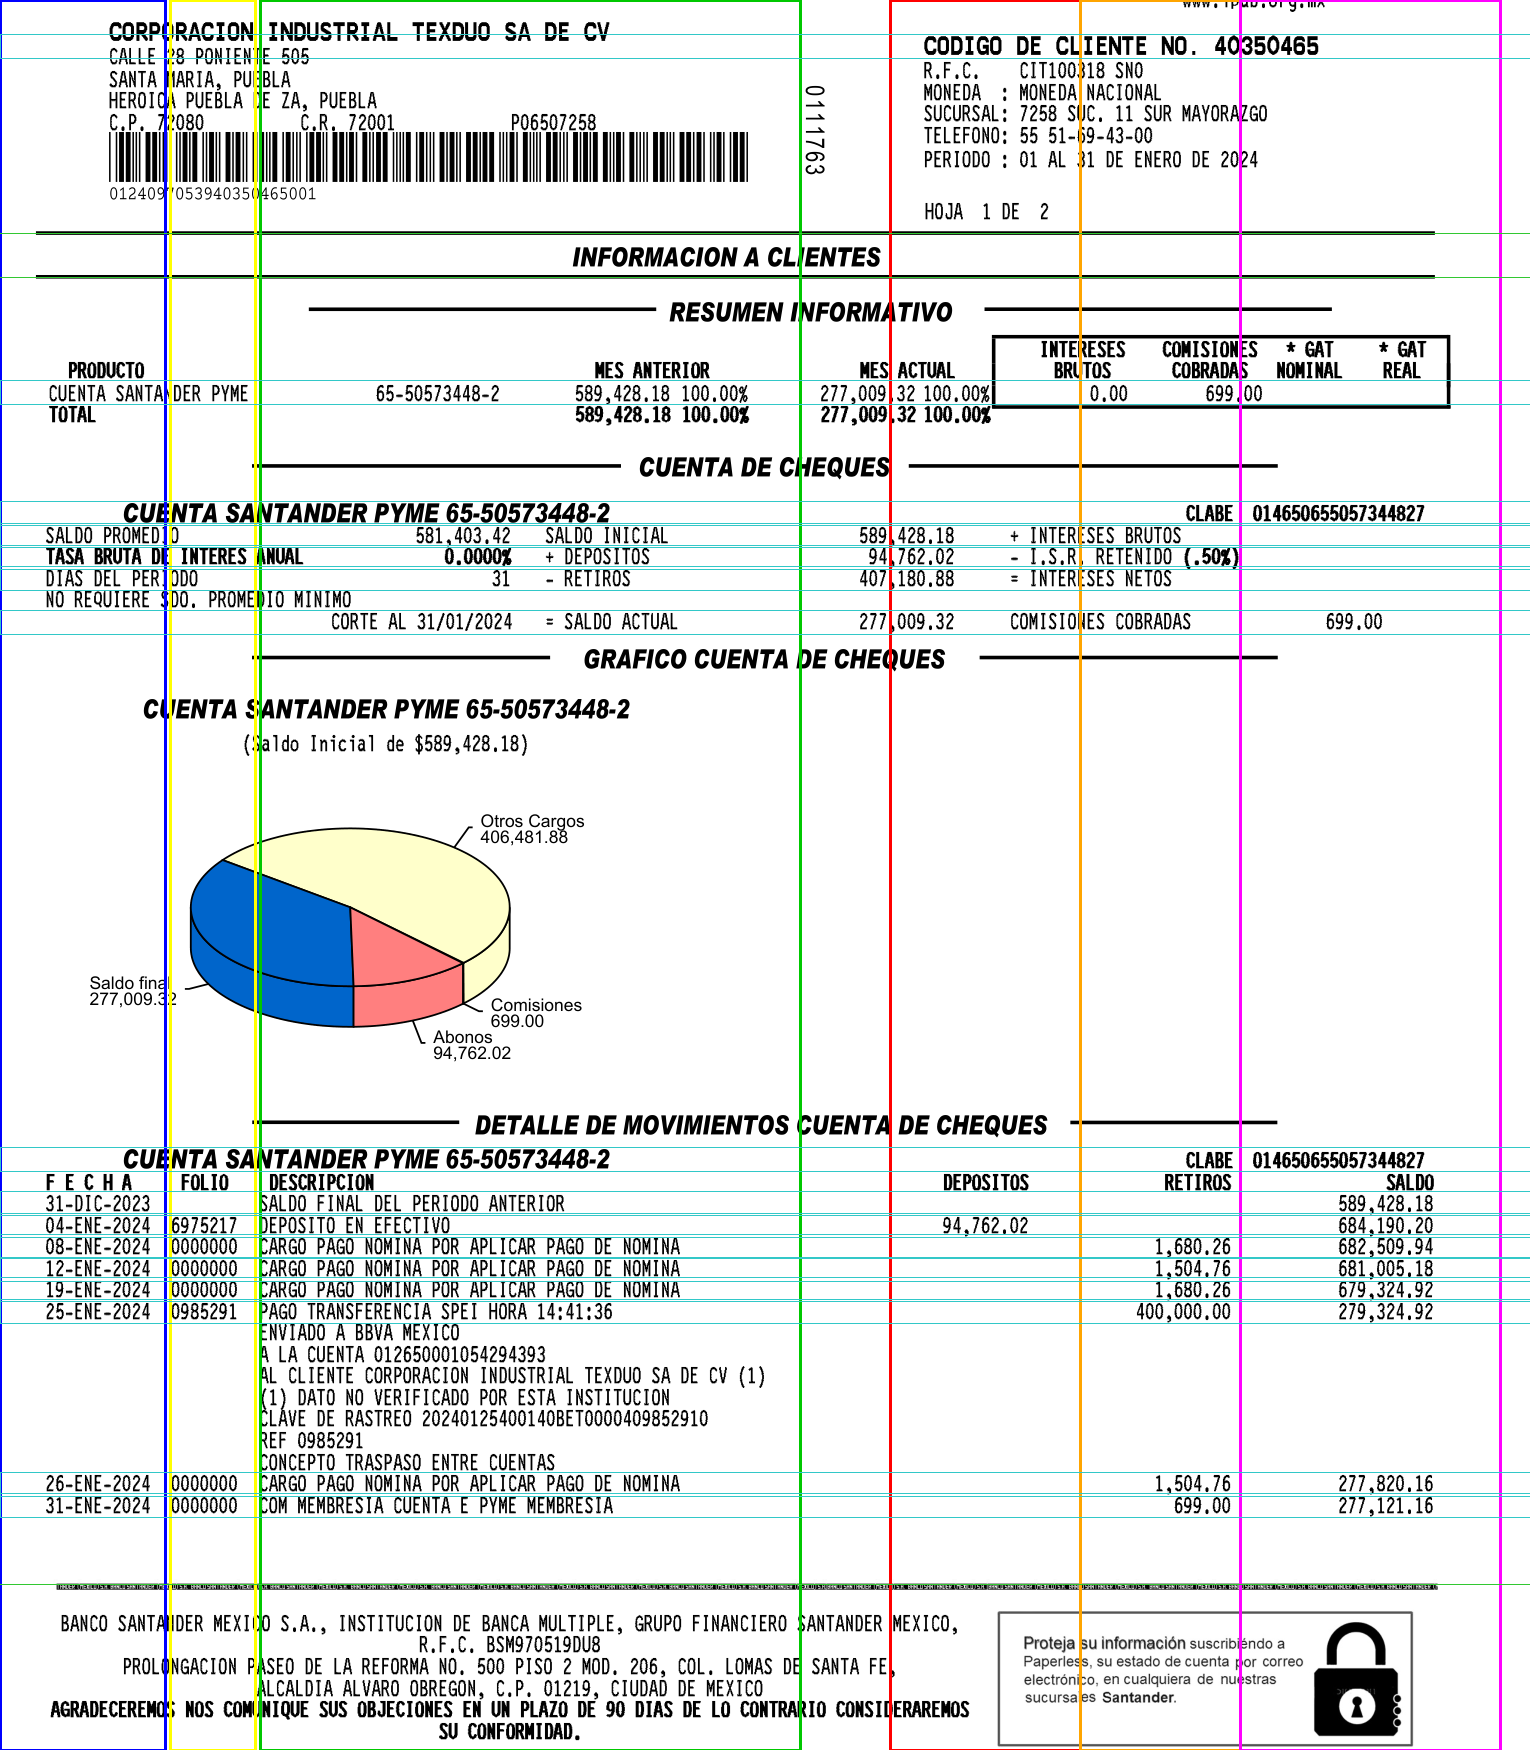 www.ipab.org.mx
CORPORACION INDUSTRIAL TEXDUO SA DE CV
CALLE 28 PONIENTE 505
SANTA MARIA, PUEBLA
HEROICA PUEBLA DE ZA, PUEBLA
C.P. 72080 C.R. 72001 P06507258
01240970539403504​65001
0111763
CODIGO DE CLIENTE NO. 40350465
R.F.C. CIT100318 SNO
MONEDA : MONEDA NACIONAL
SUCURSAL: 7258 SUC. 11 SUR MAYORAZGO
TELEFONO: 55 51-69-43-00
PERIODO : 01 AL 31 DE ENERO DE 2024
HOJA 1 DE 2
INFORMACION A CLIENTES
RESUMEN INFORMATIVO
INTERESES COMISIONES * GAT * GAT
PRODUCTO MES ANTERIOR MES ACTUAL BRUTOS COBRADAS NOMINAL REAL
CUENTA SANTANDER PYME 65-50573448-2 589,428.18 100.00% 277,009.32 100.00% 0.00 699.00
TOTAL 589,428.18 100.00% 277,009.32 100.00%
CUENTA DE CHEQUES
CUENTA SANTANDER PYME 65-50573448-2 CLABE 014650655057344827
SALDO PROMEDIO 581,403.42 SALDO INICIAL 589,428.18 + INTERESES BRUTOS
TASA BRUTA DE INTERES ANUAL 0.0000% + DEPOSITOS 94,762.02 - I.S.R. RETENIDO (.50%)
DIAS DEL PERIODO 31 - RETIROS 407,180.88 = INTERESES NETOS
NO REQUIERE SDO. PROMEDIO MINIMO
CORTE AL 31/01/2024 = SALDO ACTUAL 277,009.32 COMISIONES COBRADAS 699.00
GRAFICO CUENTA DE CHEQUES
CUENTA SANTANDER PYME 65-50573448-2
(Saldo Inicial de $589,428.18)
Otros Cargos
406,481.88
Saldo final
277,009.32
Comisiones
699.00
Abonos
94,762.02
DETALLE DE MOVIMIENTOS CUENTA DE CHEQUES
CUENTA SANTANDER PYME 65-50573448-2 CLABE 014650655057344827
F E C H A FOLIO DESCRIPCION DEPOSITOS RETIROS SALDO
31-DIC-2023 SALDO FINAL DEL PERIODO ANTERIOR 589,428.18
04-ENE-2024 6975217 DEPOSITO EN EFECTIVO 94,762.02 684,190.20
08-ENE-2024 0000000 CARGO PAGO NOMINA POR APLICAR PAGO DE NOMINA 1,680.26 682,509.94
12-ENE-2024 0000000 CARGO PAGO NOMINA POR APLICAR PAGO DE NOMINA 1,504.76 681,005.18
19-ENE-2024 0000000 CARGO PAGO NOMINA POR APLICAR PAGO DE NOMINA 1,680.26 679,324.92
25-ENE-2024 0985291 PAGO TRANSFERENCIA SPEI HORA 14:41:36 400,000.00 279,324.92
ENVIADO A BBVA MEXICO
A LA CUENTA 012650001054294393
AL CLIENTE CORPORACION INDUSTRIAL TEXDUO SA DE CV (1)
(1) DATO NO VERIFICADO POR ESTA INSTITUCION
CLAVE DE RASTREO 20240125400140BET0000409852910
REF 0985291
CONCEPTO TRASPASO ENTRE CUENTAS
26-ENE-2024 0000000 CARGO PAGO NOMINA POR APLICAR PAGO DE NOMINA 1,504.76 277,820.16
31-ENE-2024 0000000 COM MEMBRESIA CUENTA E PYME MEMBRESIA 699.00 277,121.16
BANCO SANTANDER MEXICO S.A., INSTITUCION DE BANCA MULTIPLE, GRUPO FINANCIERO SANTANDER MEXICO,
R.F.C. BSM970519DU8
PROLONGACION PASEO DE LA REFORMA NO. 500 PISO 2 MOD. 206, COL. LOMAS DE SANTA FE,
ALCALDIA ALVARO OBREGON, C.P. 01219, CIUDAD DE MEXICO
AGRADECEREMOS NOS COMUNIQUE SUS OBJECIONES EN UN PLAZO DE 90 DIAS DE LO CONTRARIO CONSIDERAREMOS
SU CONFORMIDAD.
Proteja su información suscribiéndo a
Paperless, su estado de cuenta por correo
electrónico, en cualquiera de nuestras
sucursales Santander.